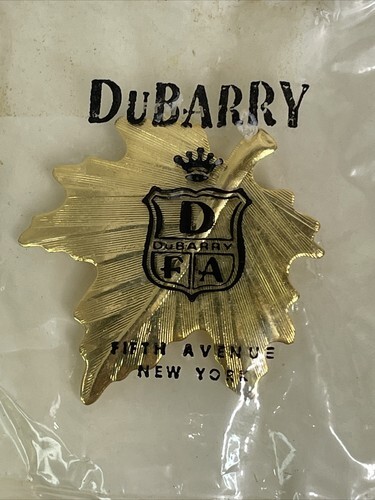 DuBARRY
D
DuBARRY
F A
FIFTH AVENUE
NEW YORK